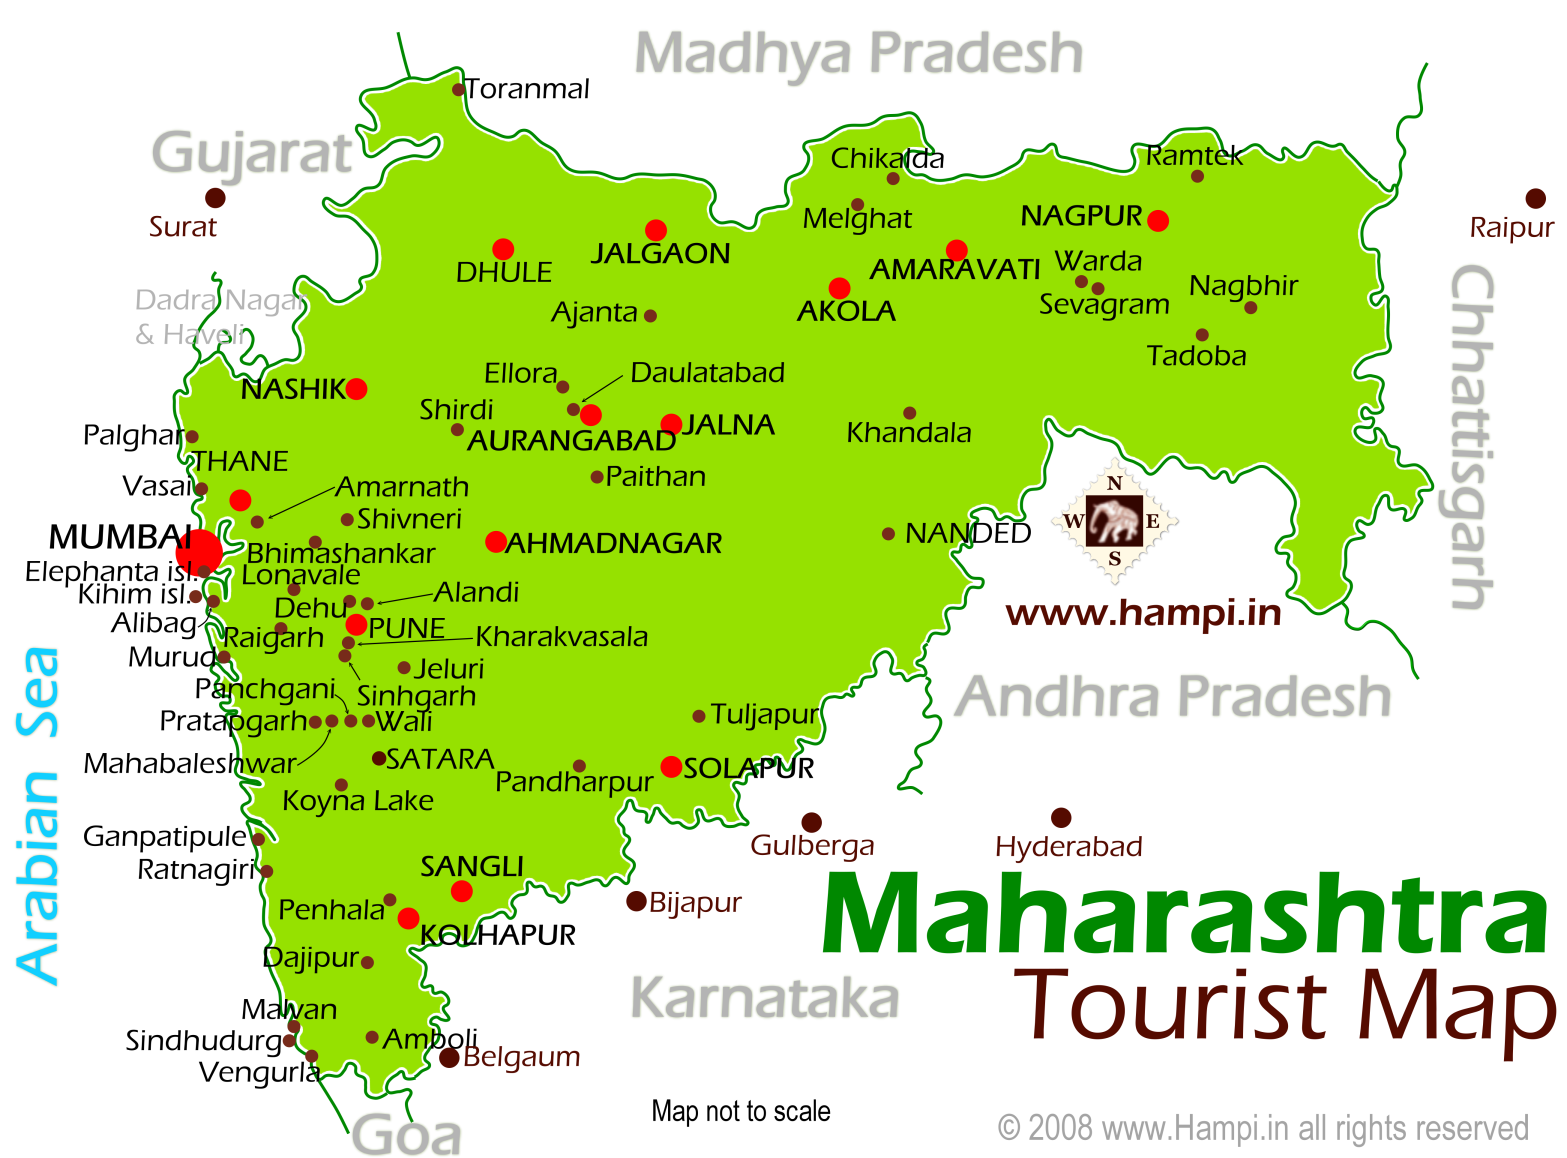 Madhya Pradesh
Toranmal
Gujarat
Chikalda
Ramtek
Surat
Melghat
NAGPUR
Raipur
JALGAON
DHULE
AMARAVATI
Warda
Sevagram
Nagbhir
Dadra Nagar
& Haveli
Ajanta
AKOLA
Tadoba
Chhattisgarh
Ellora
Daulatabad
NASHIK
Shirdi
AURANGABAD
JALNA
Khandala
Palghar
THANE
Paithan
Vasai
Amarnath
Shivneri
N
W
E
S
MUMBAI
Bhimashankar
AHMADNAGAR
NANDED
Elephanta isl.
Lonavale
Kihim isl.
Dehu
Alandi
www.hampi.in
Alibag
Raigarh
PUNE
Kharakvasala
Murud
Jeluri
Panchgani
Sinhgarh
Andhra Pradesh
Pratapgarh
Wai
Tuljapur
Arabian Sea
Mahabaleshwar
SATARA
Pandharpur
SOLAPUR
Koyna Lake
Ganpatipule
Gulberga
Hyderabad
Ratnagiri
SANGLI
Maharashtra
Penhala
Bijapur
KOLHAPUR
Dajipur
Karnataka
Tourist Map
Malvan
Sindhudurg
Amboli
Belgaum
Vengurla
Goa
Map not to scale
© 2008 www.Hampi.in all rights reserved